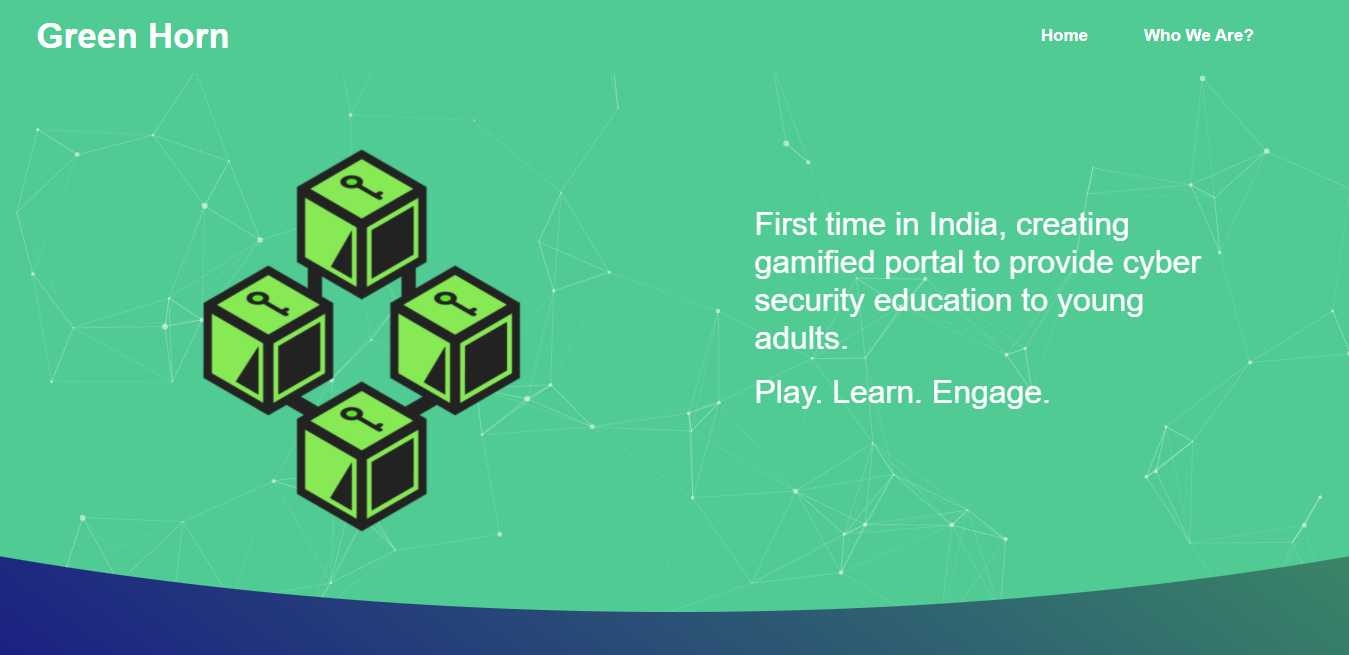 Green Horn
Home
Who We Are?
First time in India, creating
gamified portal to provide cyber
security education to young
adults.
Play. Learn. Engage.